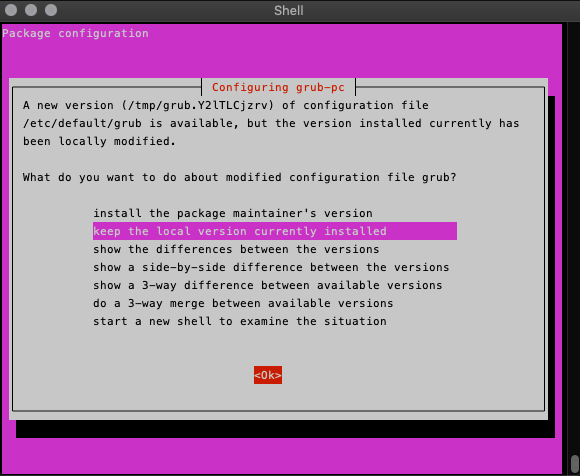 Shell
Package configuration
Configuring grub-pc
A new version (/tmp/grub.Y2lTLCjzrv) of configuration file
/etc/default/grub is available, but the version installed currently has
been locally modified.
What do you want to do about modified configuration file grub?
install the package maintainer's version
keep the local version currently installed
show the differences between the versions
show a side-by-side difference between the versions
show a 3-way difference between available versions
do a 3-way merge between available versions
start a new shell to examine the situation
<Ok>